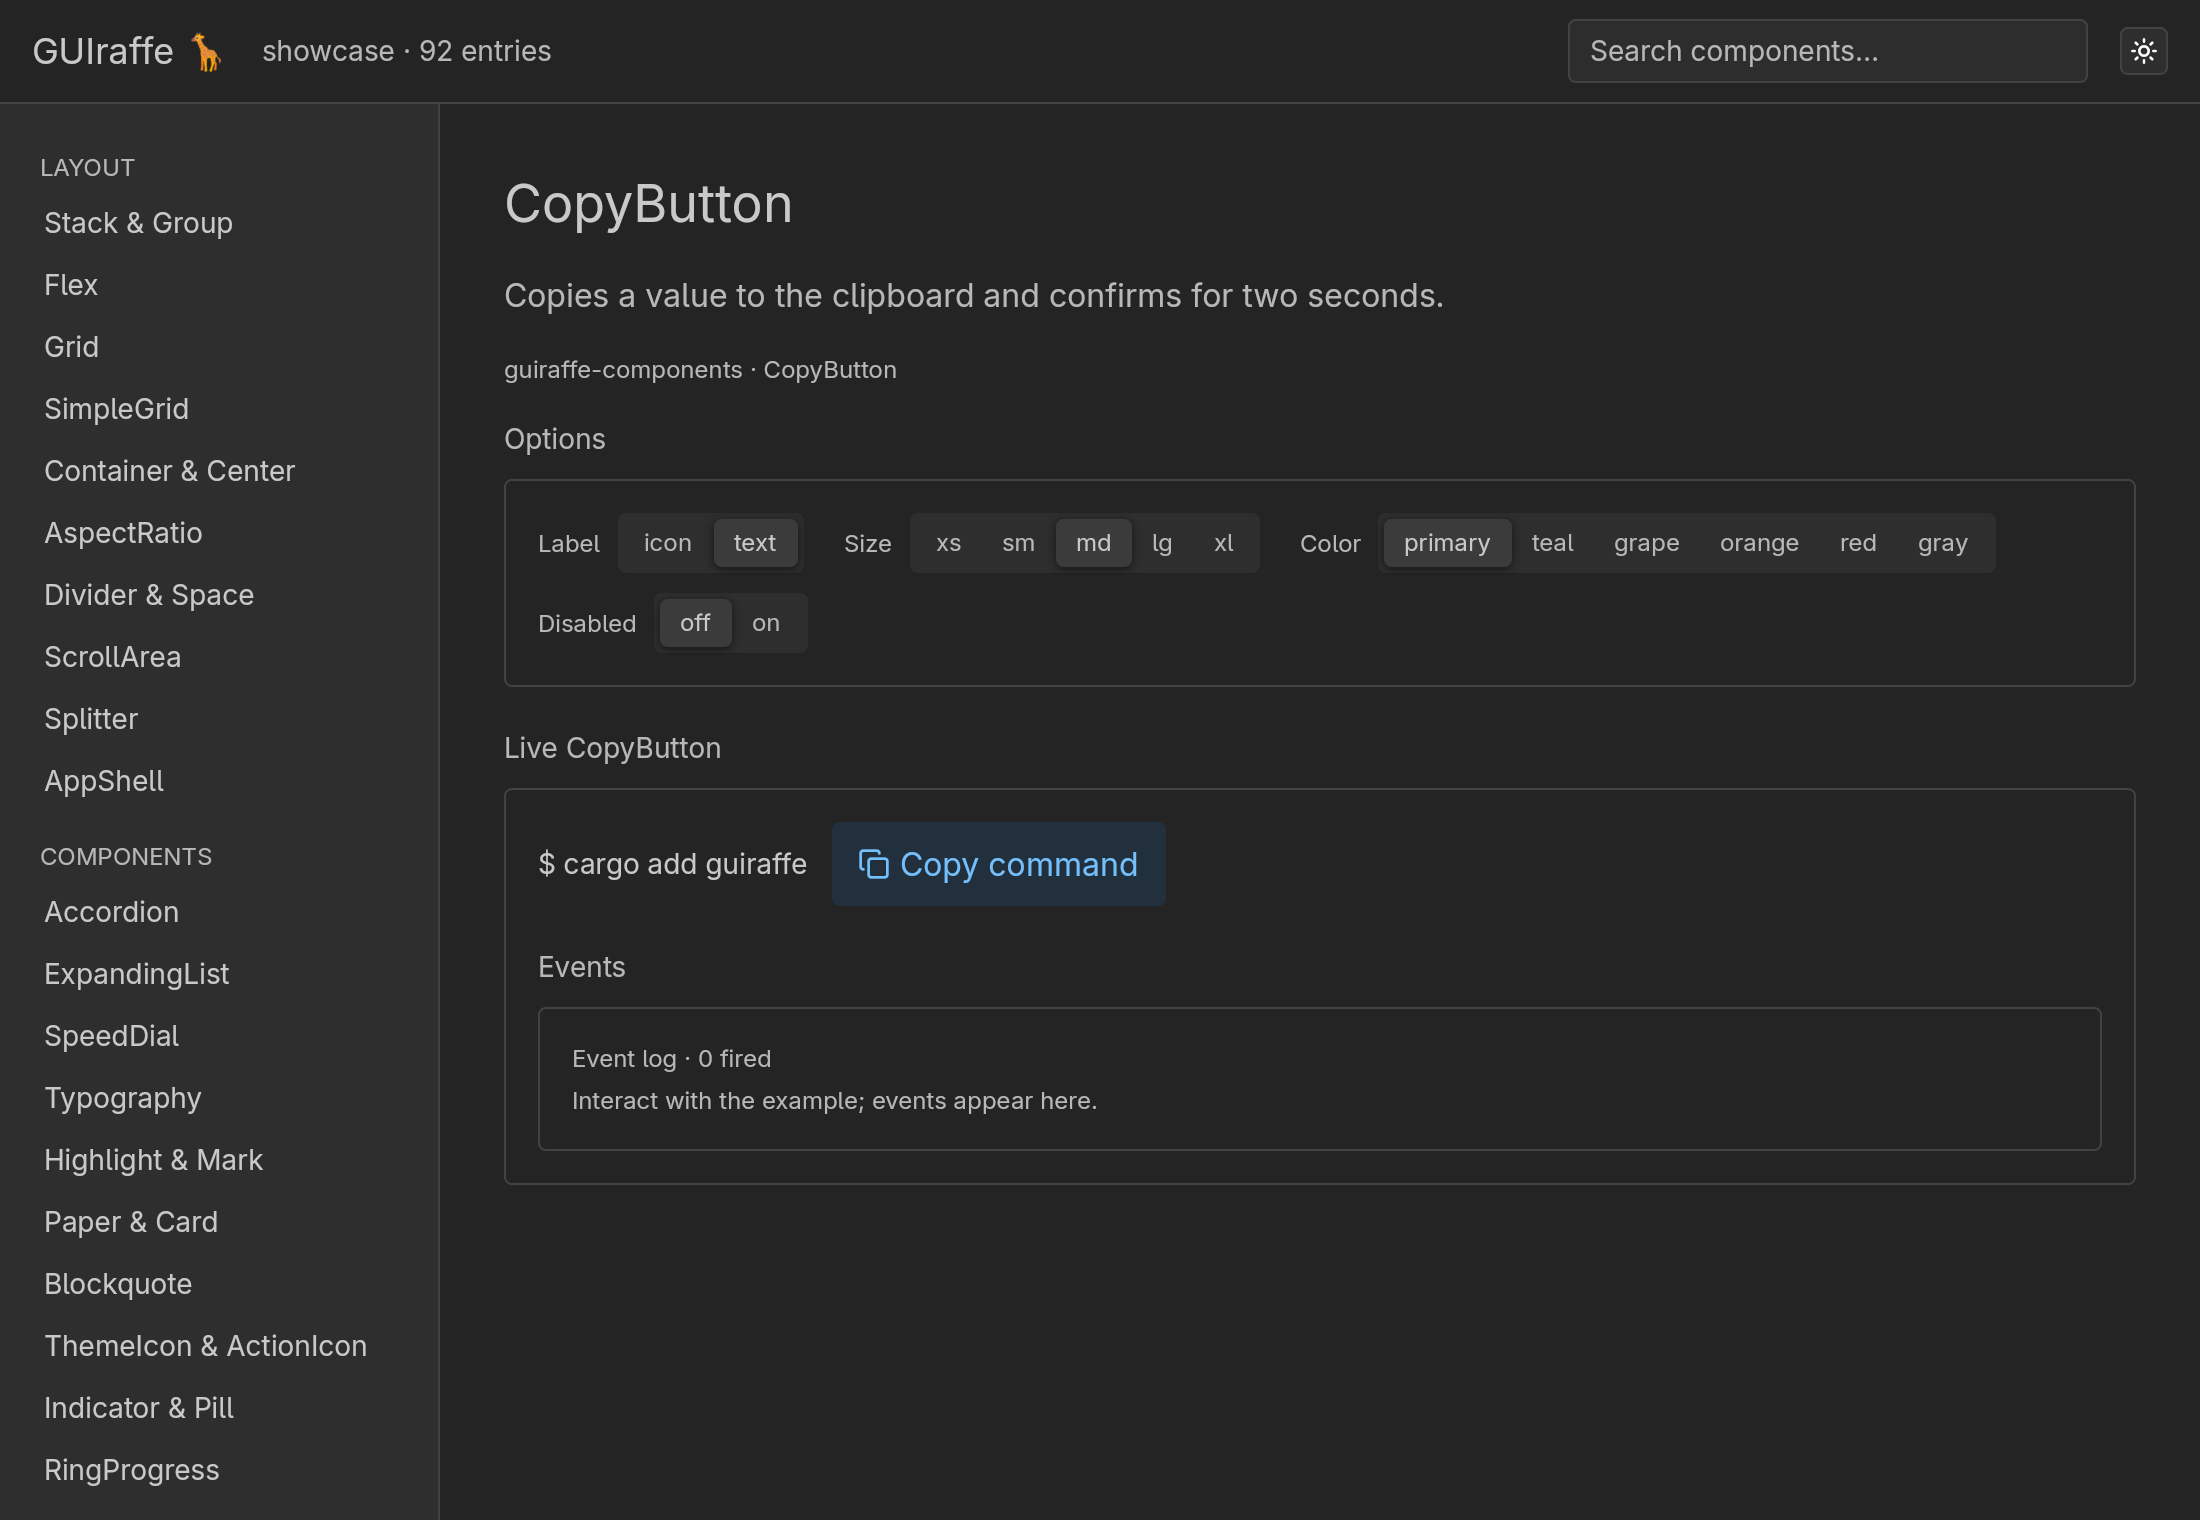 GUIraffe 🦒 showcase · 92 entries
Search components...
LAYOUT
Stack & Group
Flex
Grid
SimpleGrid
Container & Center
AspectRatio
Divider & Space
ScrollArea
Splitter
AppShell
COMPONENTS
Accordion
ExpandingList
SpeedDial
Typography
Highlight & Mark
Paper & Card
Blockquote
ThemeIcon & ActionIcon
Indicator & Pill
RingProgress
CopyButton
Copies a value to the clipboard and confirms for two seconds.
guiraffe-components · CopyButton
Options
Label icon text Size xs sm md lg xl Color primary teal grape orange red gray
Disabled off on
Live CopyButton
$ cargo add guiraffe Copy command
Events
Event log · 0 fired
Interact with the example; events appear here.